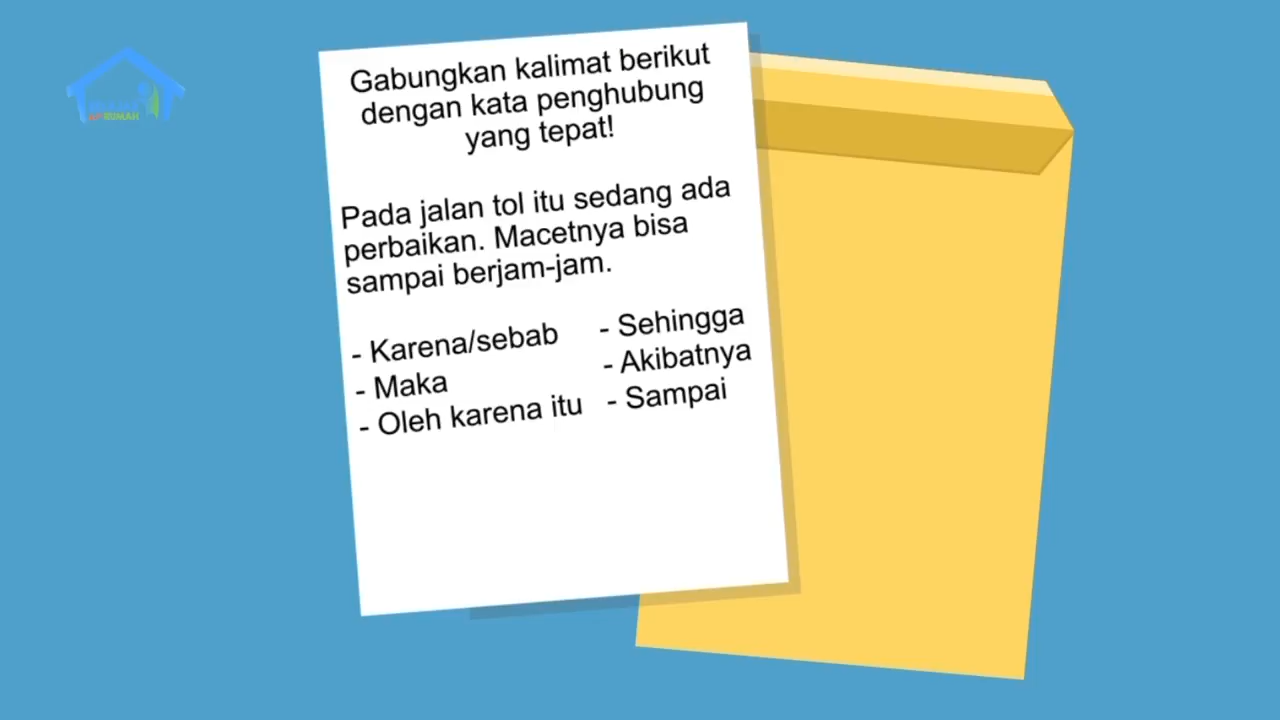 Gabungkan kalimat berikut
dengan kata penghubung
yang tepat!
Pada jalan tol itu sedang ada
perbaikan. Macetnya bisa
sampai berjam-jam.
- Karena/sebab
- Maka
- Oleh karena itu
- Sehingga
- Akibatnya
- Sampai
RUMAH